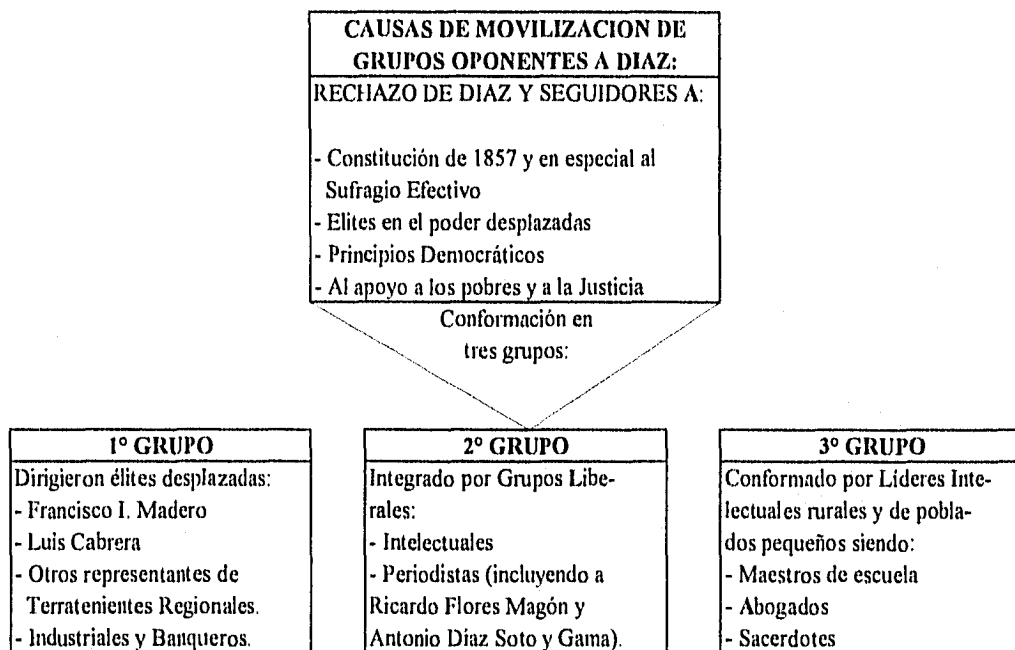 CAUSAS DE MOVILIZACION DE
GRUPOS OPONENTES A DIAZ:
RECHAZO DE DIAZ Y SEGUIDORES A:
- Constitución de 1857 y en especial al
Sufragio Efectivo
- Elites en el poder desplazadas
- Principios Democráticos
- Al apoyo a los pobres y a la Justicia
Conformación en
tres grupos:
1º GRUPO
Dirigieron élites desplazadas:
- Francisco I. Madero
- Luis Cabrera
- Otros representantes de
Terratenientes Regionales.
- Industriales y Banqueros.
2º GRUPO
Integrado por Grupos Libe-
rales:
- Intelectuales
- Periodistas (incluyendo a
Ricardo Flores Magón y
Antonio Díaz Soto y Gama).
3º GRUPO
Conformado por Líderes Inte-
lectuales rurales y de pobla-
dos pequeños siendo:
- Maestros de escuela
- Abogados
- Sacerdotes